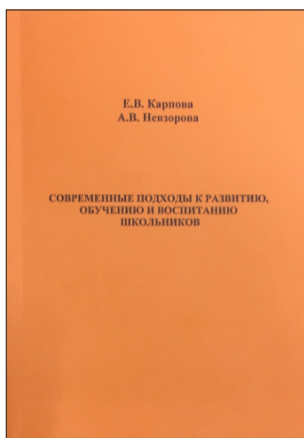 Е.В. Карпова
А.В. Невзорова
СОВРЕМЕННЫЕ ПОДХОДЫ К РАЗВИТИЮ,
ОБУЧЕНИЮ И ВОСПИТАНИЮ
ШКОЛЬНИКОВ